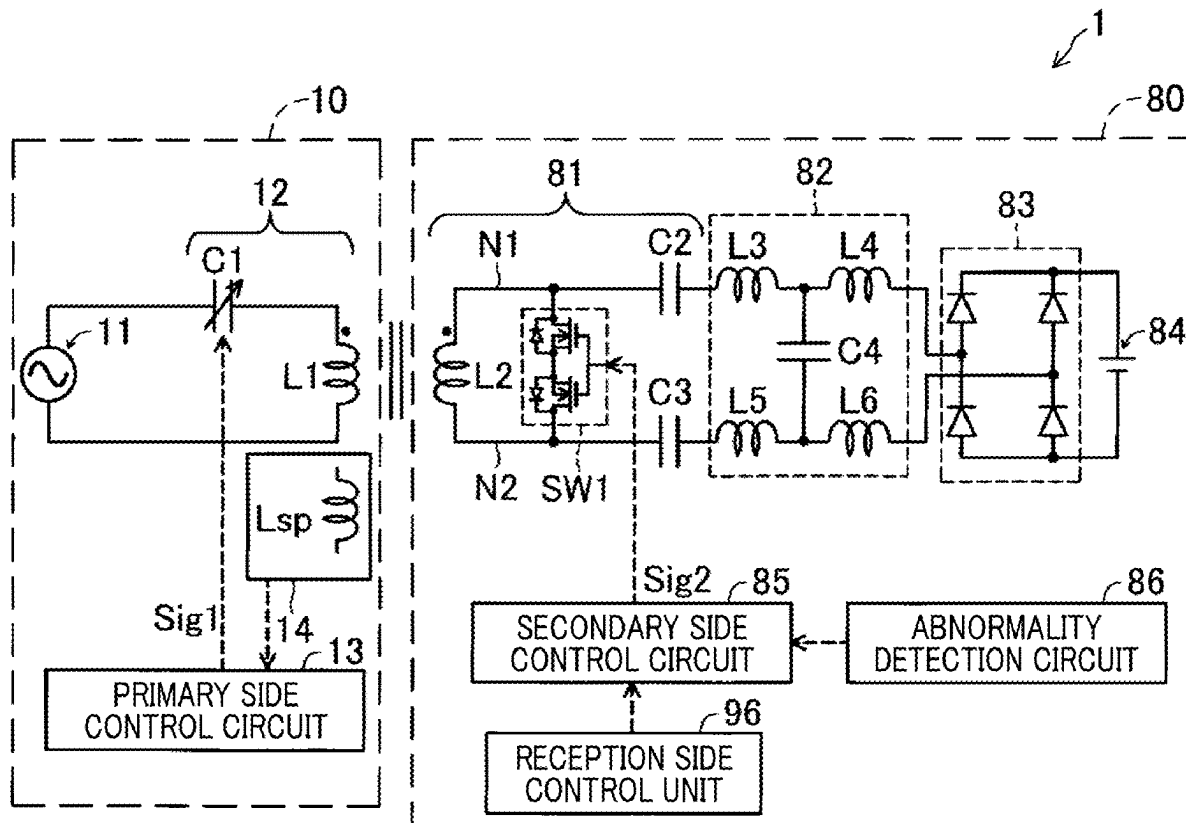 1
10
80
12
81
82
83
C1
N1
C2
L3
L4
11
L1
L2
C4
84
C3
L5
L6
N2
SW1
Lsp
Sig1
14
13
Sig2
85
86
PRIMARY SIDE
CONTROL CIRCUIT
SECONDARY SIDE
CONTROL CIRCUIT
ABNORMALITY
DETECTION CIRCUIT
96
RECEPTION SIDE
CONTROL UNIT